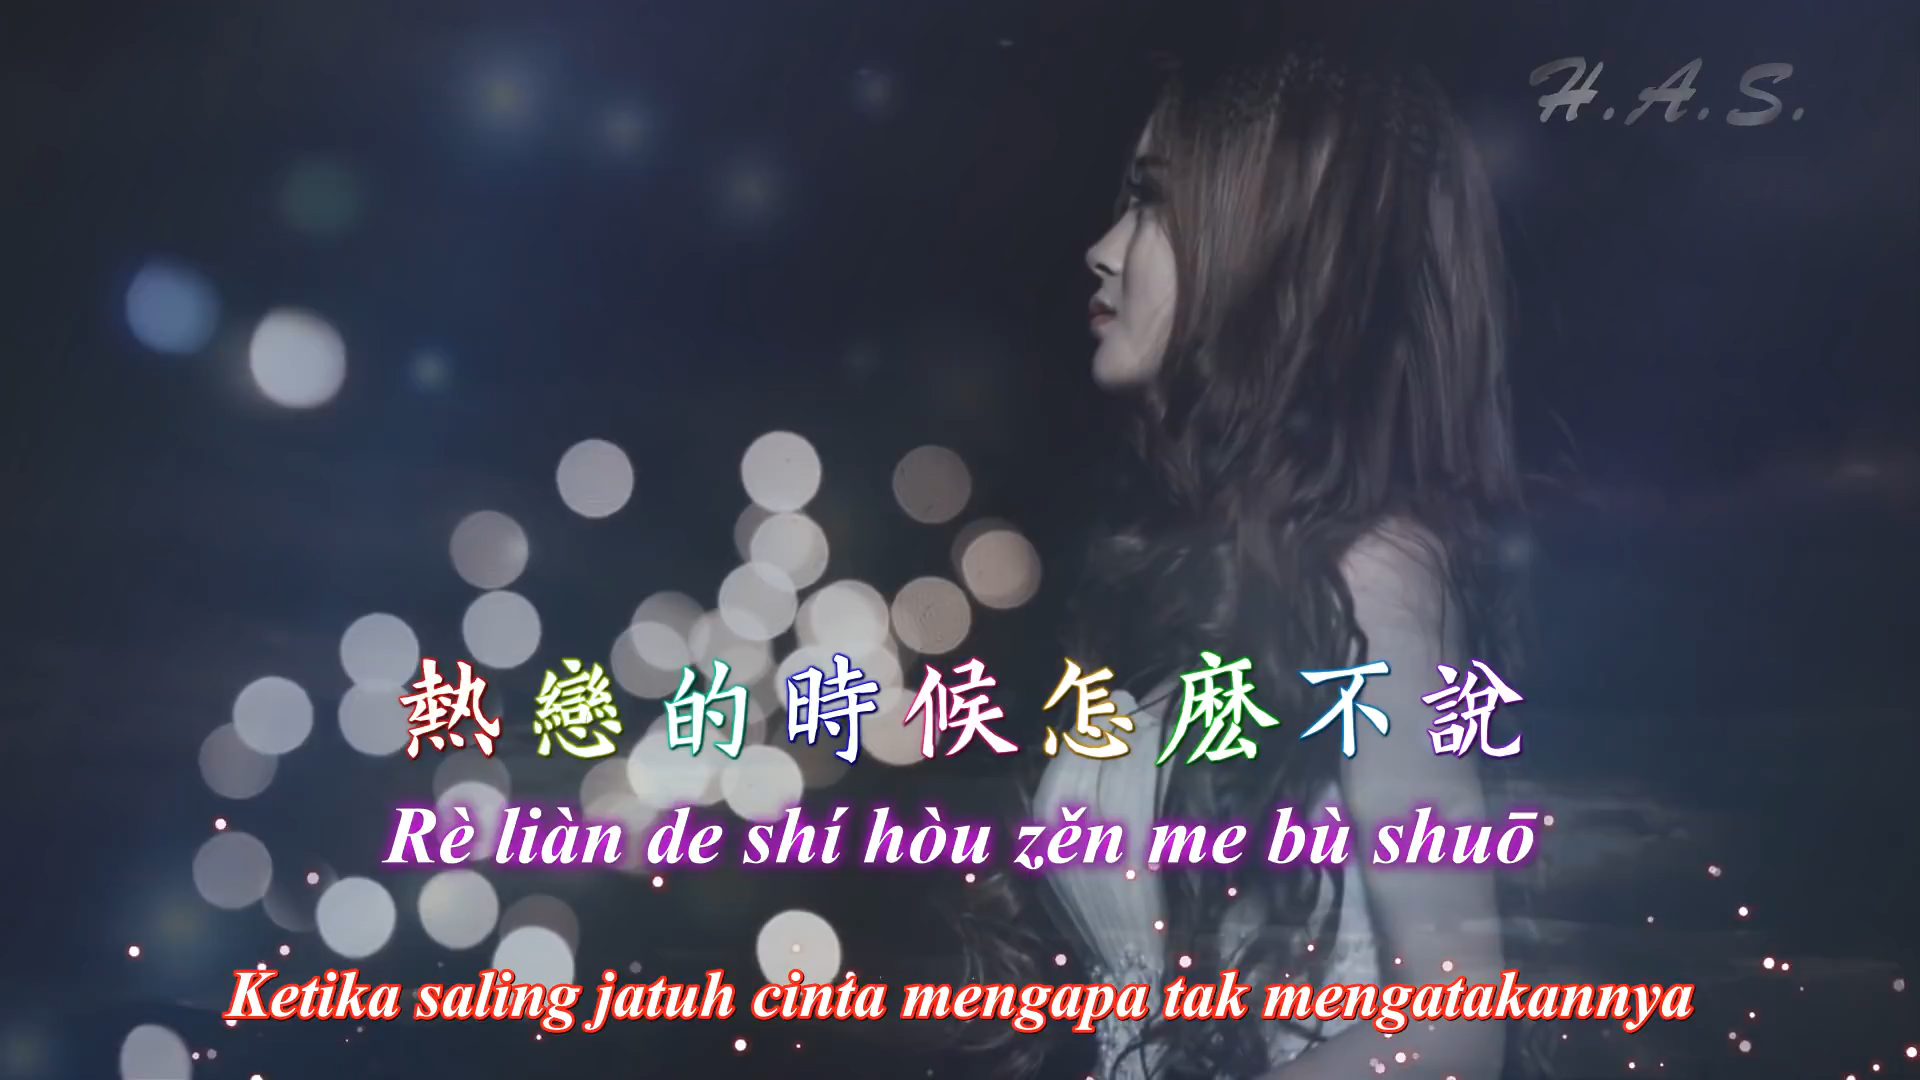 H.A.S.
熱戀的時候怎麽不說
Rè liàn de shí hòu zěn me bù shuō
Ketika saling jatuh cinta mengapa tak mengatakannya